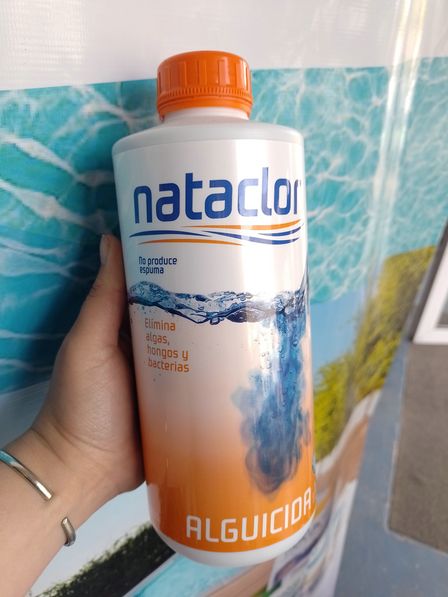 nataclor
No produce
espuma
Elimina
algas,
hongos y
bacterias
ALGUICIDA